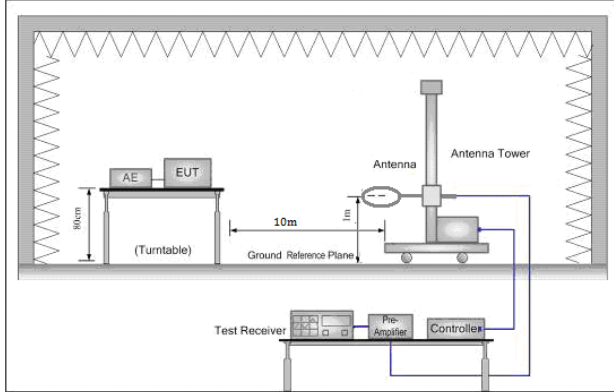 Antenna
Antenna Tower
AE
EUT
80cm
(Turntable)
10m
1m
Ground Reference Plane
Test Receiver
Pre-
Amplifier
Controller